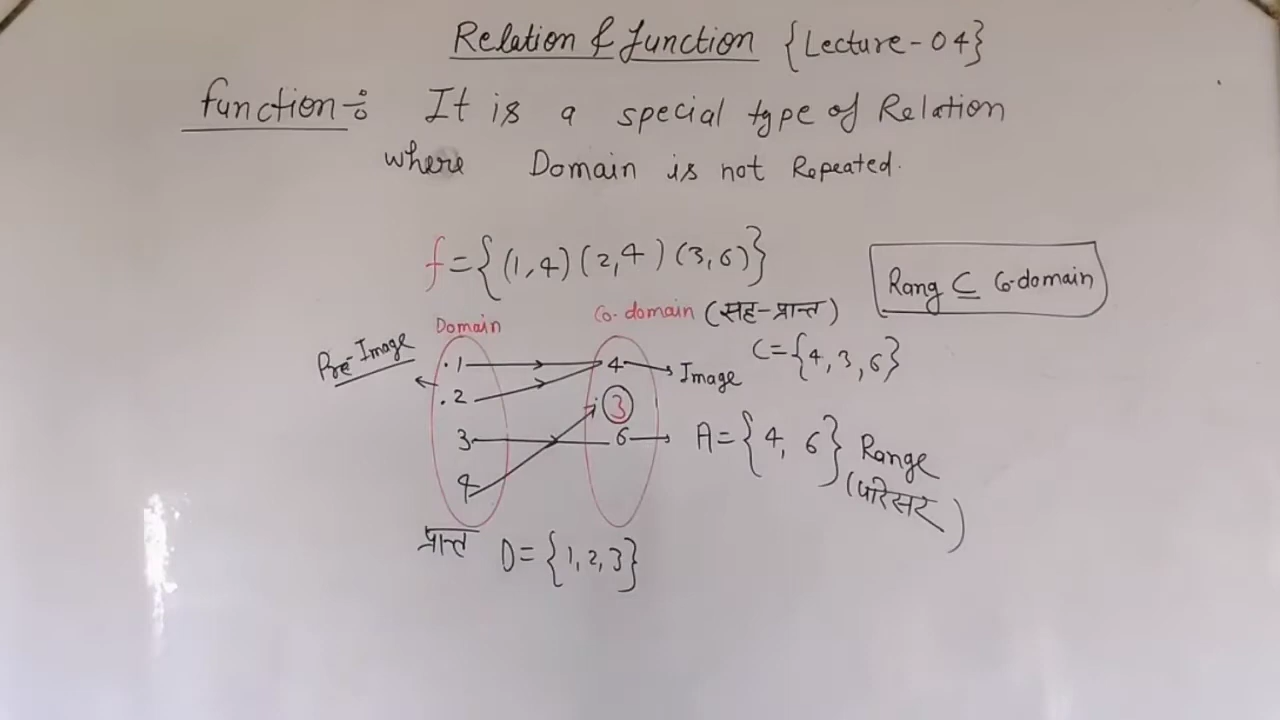 Relation & function {Lecture-04}
function÷ It is a special type of Relation
where Domain is not Repeated.
f={(1,4)(2,4)(3,6)}
Rang ⊆ Co-domain
Domain
Co-domain (सह-प्रान्त)
Pre-Image
.1
4
Image
C={4,3,6}
.2
3
3
6
A={4, 6} Range
(परिसर)
4
प्रान्त D={1,2,3}